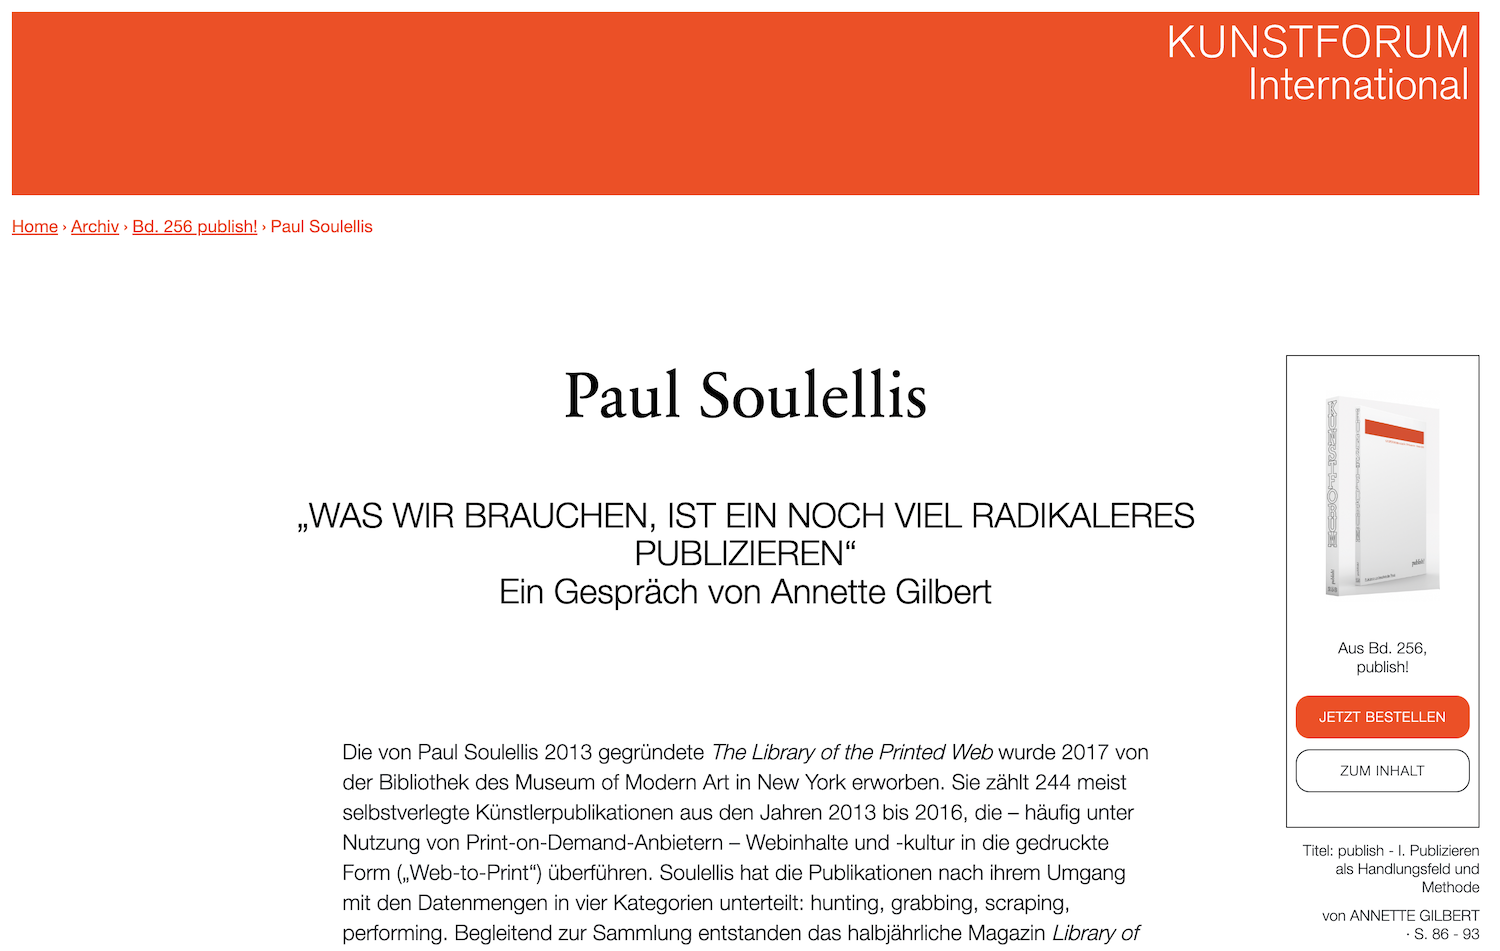 KUNSTFORUM
International
Home › Archiv › Bd. 256 publish! › Paul Soulellis
Paul Soulellis
„WAS WIR BRAUCHEN, IST EIN NOCH VIEL RADIKALERES
PUBLIZIEREN“
Ein Gespräch von Annette Gilbert
Die von Paul Soulellis 2013 gegründete The Library of the Printed Web wurde 2017 von
der Bibliothek des Museum of Modern Art in New York erworben. Sie zählt 244 meist
selbstverlegte Künstlerpublikationen aus den Jahren 2013 bis 2016, die – häufig unter
Nutzung von Print-on-Demand-Anbietern – Webinhalte und -kultur in die gedruckte
Form („Web-to-Print“) überführen. Soulellis hat die Publikationen nach ihrem Umgang
mit den Datenmengen in vier Kategorien unterteilt: hunting, grabbing, scraping,
performing. Begleitend zur Sammlung entstanden das halbjährliche Magazin Library of
KUNSTFORUM
publish!
Aus Bd. 256,
publish!
JETZT BESTELLEN
ZUM INHALT
Titel: publish - I. Publizieren
als Handlungsfeld und
Methode
von ANNETTE GILBERT
· S. 86 - 93